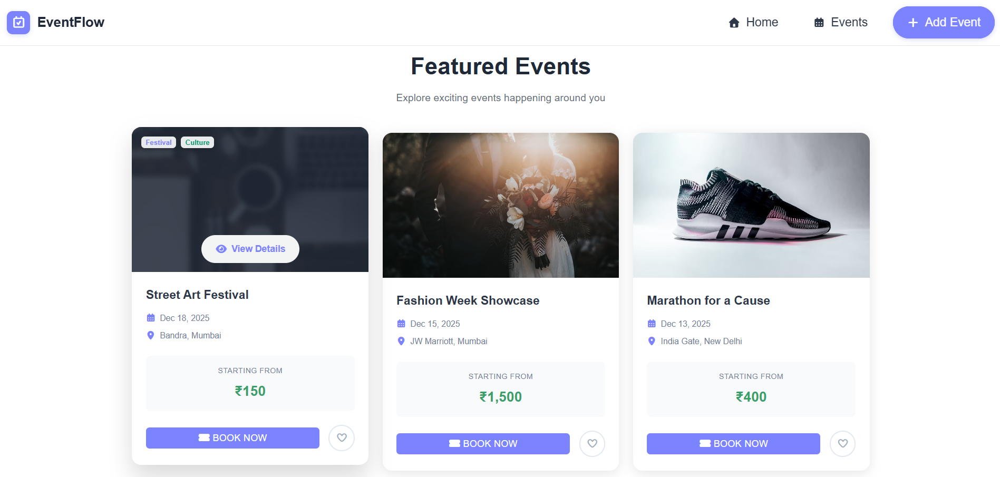 EventFlow
Home
Events
Add Event
Featured Events
Explore exciting events happening around you
Festival
Culture
View Details
Street Art Festival
Dec 18, 2025
Bandra, Mumbai
STARTING FROM
₹150
BOOK NOW
Fashion Week Showcase
Dec 15, 2025
JW Marriott, Mumbai
STARTING FROM
₹1,500
BOOK NOW
Marathon for a Cause
Dec 13, 2025
India Gate, New Delhi
STARTING FROM
₹400
BOOK NOW